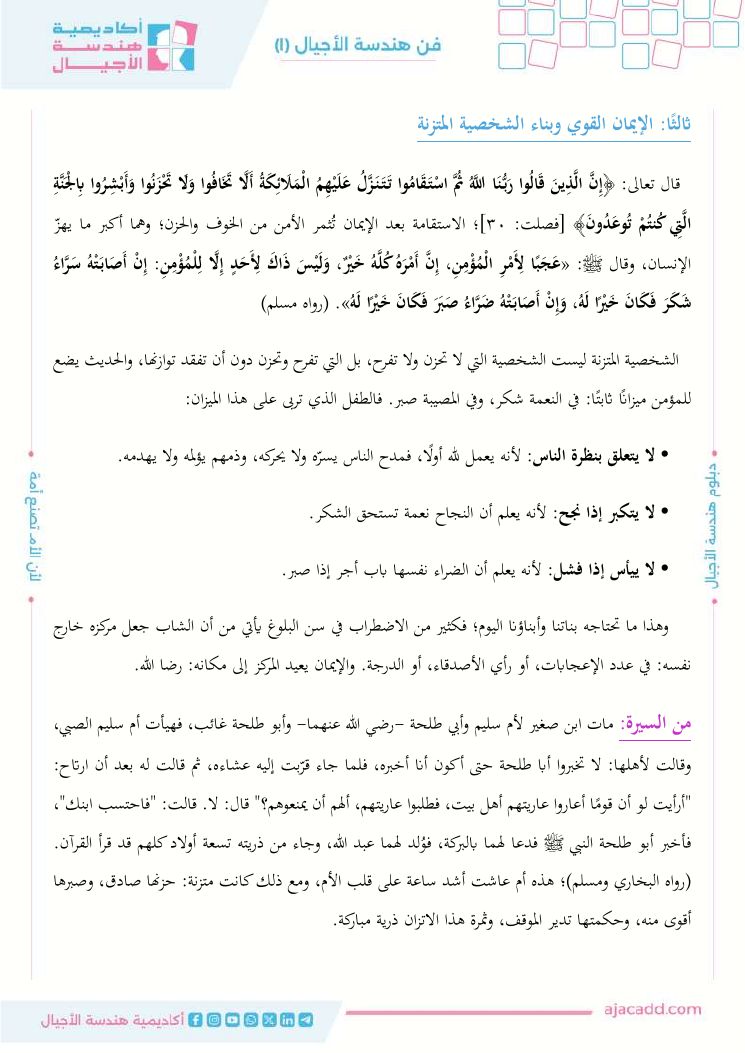 أكاديمية
هندسة
الأجيال
فن هندسة الأجيال (١)
ثالثًا: الإيمان القوي وبناء الشخصية المتزنة
قال تعالى: ﴿إِنَّ الَّذِينَ قَالُوا رَبُّنَا اللَّهُ ثُمَّ اسْتَقَامُوا تَتَنَزَّلُ عَلَيْهِمُ الْمَلَائِكَةُ أَلَّا تَخَافُوا وَلَا تَحْزَنُوا وَأَبْشِرُوا بِالْجَنَّةِ
الَّتِي كُنتُمْ تُوعَدُونَ﴾ [فصلت: ٣٠]؛ الاستقامة بعد الإيمان تُثمر الأمن من الخوف والحزن؛ وهما أكبر ما يهزّ
الإنسان، وقال ﷺ: «عَجَبًا لِأَمْرِ الْمُؤْمِنِ، إِنَّ أَمْرَهُ كُلَّهُ خَيْرٌ، وَلَيْسَ ذَاكَ لِأَحَدٍ إِلَّا لِلْمُؤْمِنِ: إِنْ أَصَابَتْهُ سَرَّاءُ
شَكَرَ فَكَانَ خَيْرًا لَهُ، وَإِنْ أَصَابَتْهُ ضَرَّاءُ صَبَرَ فَكَانَ خَيْرًا لَهُ». (رواه مسلم)
الشخصية المتزنة ليست الشخصية التي لا تحزن ولا تفرح، بل التي تفرح وتحزن دون أن تفقد توازنها، والحديث يضع
للمؤمن ميزانًا ثابتًا: في النعمة شكر، وفي المصيبة صبر. فالطفل الذي تربى على هذا الميزان:
• لا يتعلق بنظرة الناس: لأنه يعمل لله أولًا، فمدح الناس يسرّه ولا يحركه، وذمهم يؤلمه ولا يهدمه.
• لا يتكبر إذا نجح: لأنه يعلم أن النجاح نعمة تستحق الشكر.
• لا ييأس إذا فشل: لأنه يعلم أن الضراء نفسها باب أجر إذا صبر.
وهذا ما تحتاجه بناتنا وأبناؤنا اليوم؛ فكثير من الاضطراب في سن البلوغ يأتي من أن الشاب جعل مركزه خارج
نفسه: في عدد الإعجابات، أو رأي الأصدقاء، أو الدرجة. والإيمان يعيد المركز إلى مكانه: رضا الله.
من السيرة: مات ابن صغير لأم سليم وأبي طلحة -رضي الله عنهما- وأبو طلحة غائب، فهيأت أم سليم الصبي،
وقالت لأهلها: لا تخبروا أبا طلحة حتى أكون أنا أخبره، فلما جاء قرّبت إليه عشاءه، ثم قالت له بعد أن ارتاح:
"أرأيت لو أن قومًا أعاروا عاريتهم أهل بيت، فطلبوا عاريتهم، ألهم أن يمنعوهم؟" قال: لا. قالت: "فاحتسب ابنك"،
فأخبر أبو طلحة النبي ﷺ فدعا لهما بالبركة، فوُلد لهما عبد الله، وجاء من ذريته تسعة أولاد كلهم قد قرأ القرآن.
(رواه البخاري ومسلم)؛ هذه أم عاشت أشد ساعة على قلب الأم، ومع ذلك كانت متزنة: حزنها صادق، وصبرها
أقوى منه، وحكمتها تدير الموقف، وثمرة هذا الاتزان ذرية مباركة.
دبلوم هندسة الأجيال
لأن الأم تصنع أمة
أكاديمية هندسة الأجيال
ajacadd.com